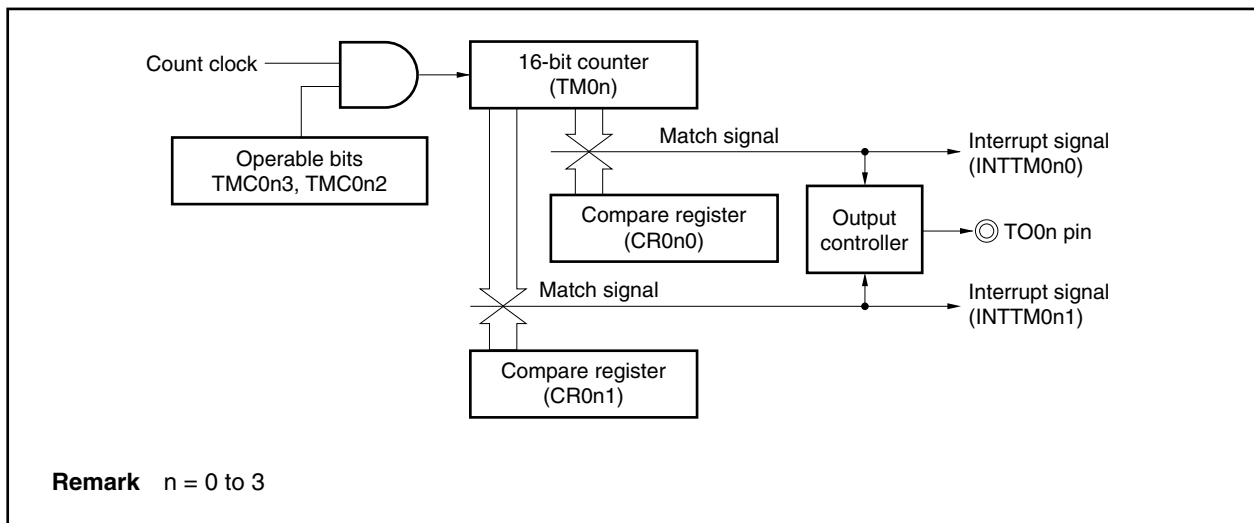 Count clock
16-bit counter
(TM0n)
Operable bits
TMC0n3, TMC0n2
Match signal
Interrupt signal
(INTTM0n0)
Compare register
(CR0n0)
Output
controller
TO0n pin
Match signal
Interrupt signal
(INTTM0n1)
Compare register
(CR0n1)
Remark n = 0 to 3